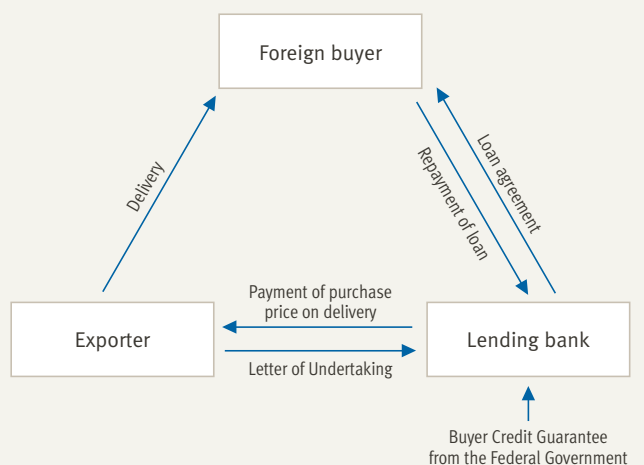 Foreign buyer
Delivery
Loan agreement
Repayment of loan
Payment of purchase
price on delivery
Exporter
Lending bank
Letter of Undertaking
Buyer Credit Guarantee
from the Federal Government